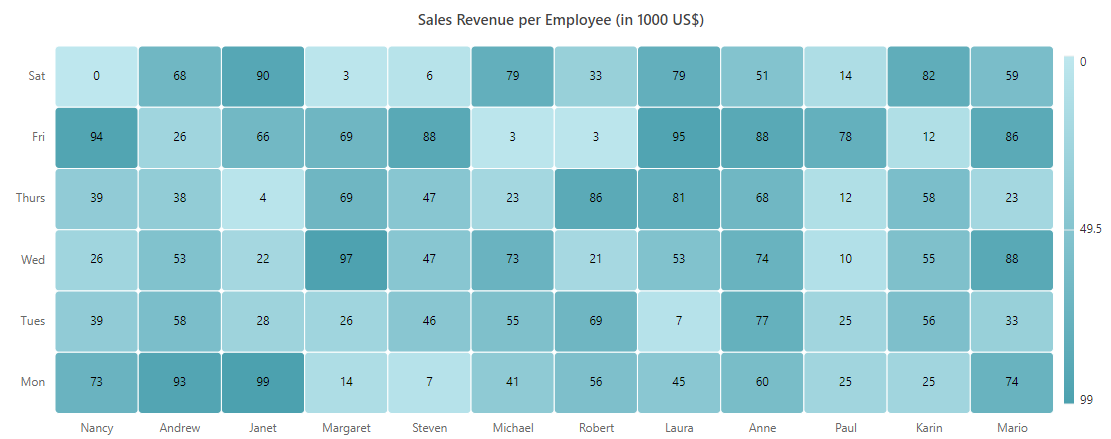 Sales Revenue per Employee (in 1000 US$)
Sat 0 68 90 3 6 79 33 79 51 14 82 59
0
Fri 94 26 66 69 88 3 3 95 88 78 12 86
Thurs 39 38 4 69 47 23 86 81 68 12 58 23
49.5
Wed 26 53 22 97 47 73 21 53 74 10 55 88
Tues 39 58 28 26 46 55 69 7 77 25 56 33
Mon 73 93 99 14 7 41 56 45 60 25 25 74
99
Nancy Andrew Janet Margaret Steven Michael Robert Laura Anne Paul Karin Mario